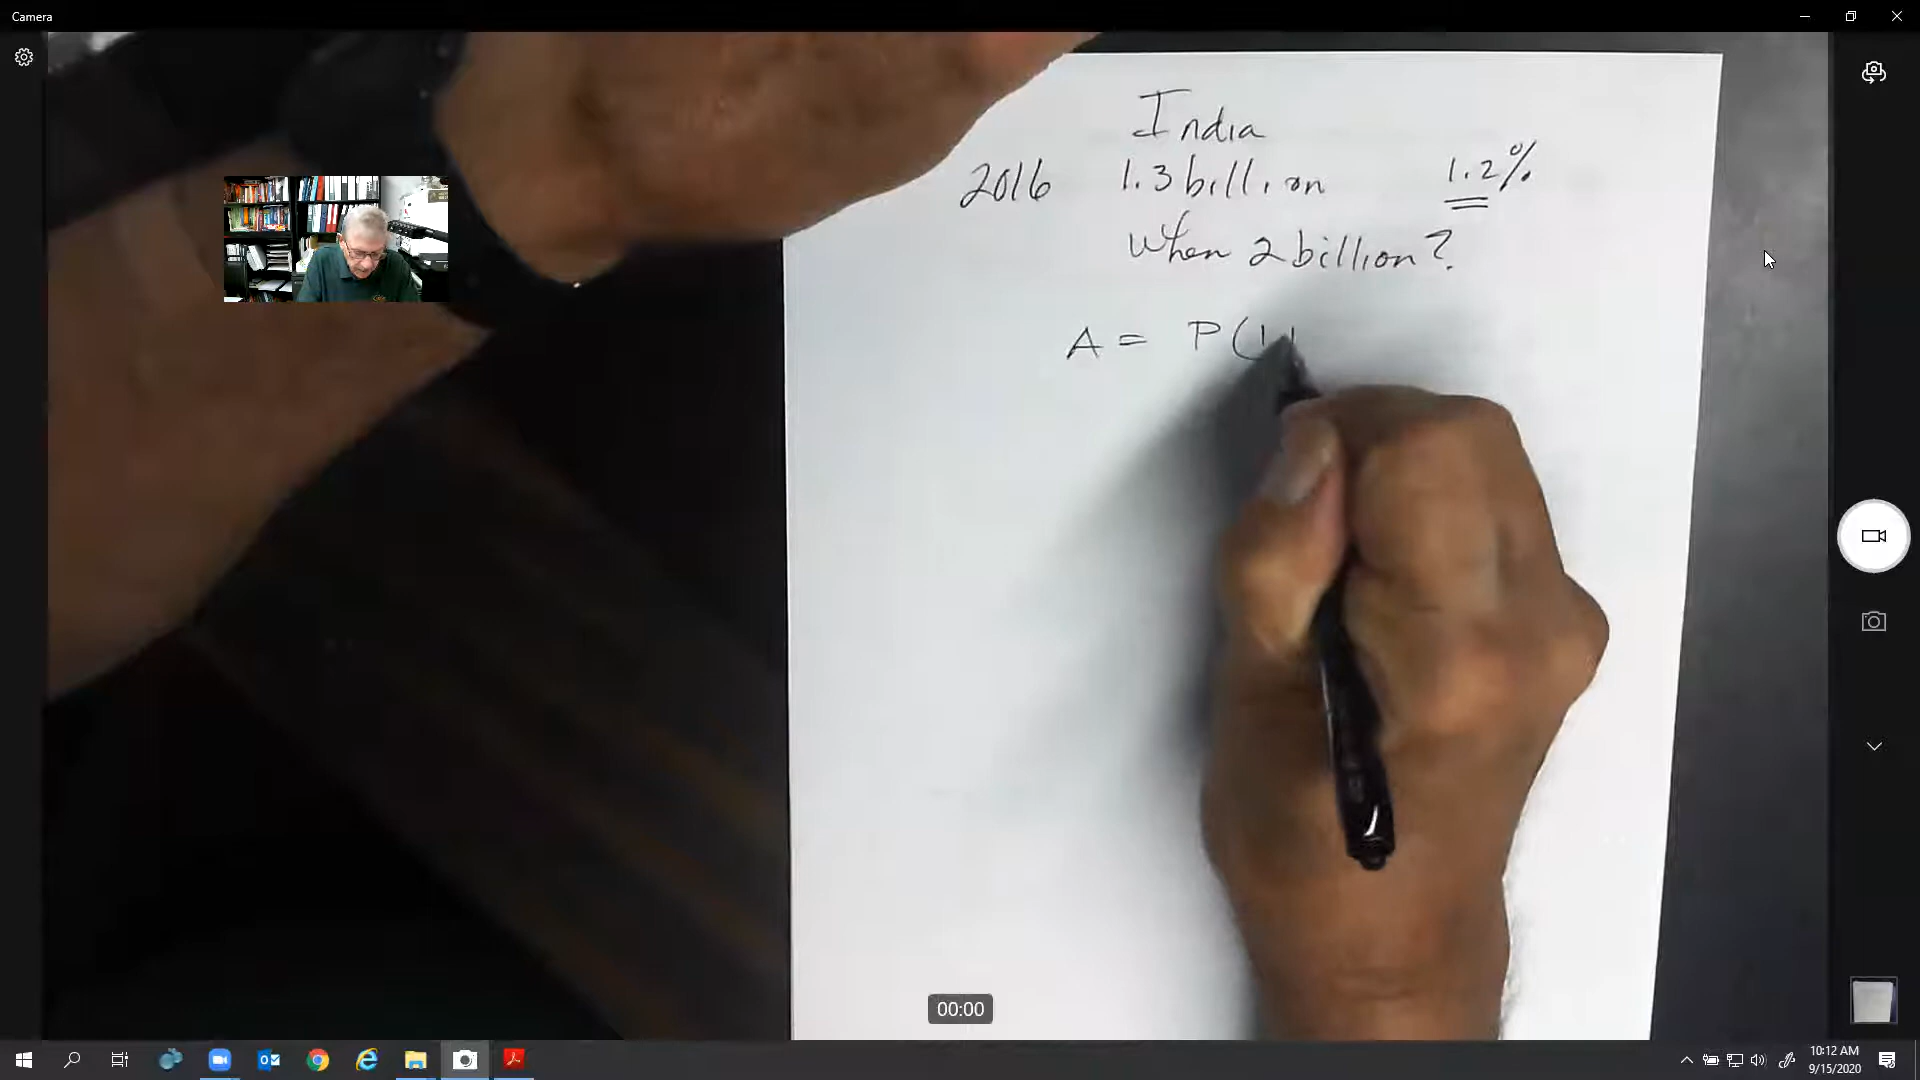 Camera
India
2016 1.3 billion 1.2%
When 2 billion?
A = P(1
00:00
10:12 AM
9/15/2020